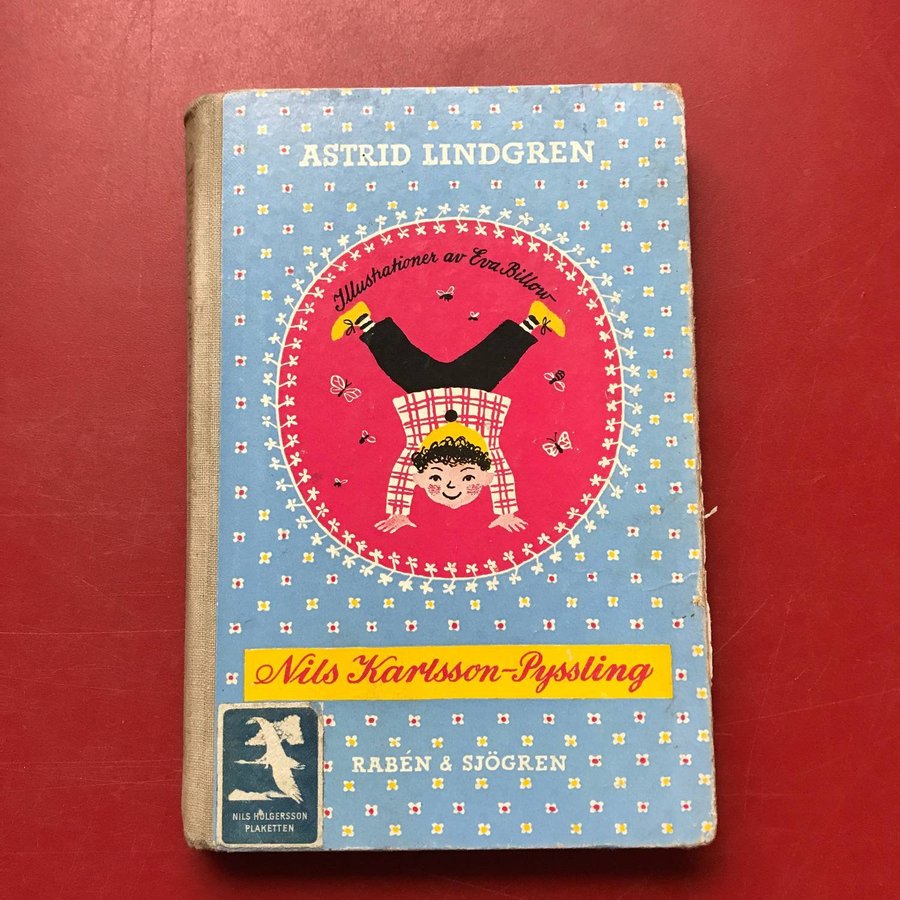 ASTRID LINDGREN
Illustrationer av Eva Billow
Nils Karlsson-Pyssling
RABÉN & SJÖGREN
NILS HOLGERSSON
PLAKETTEN